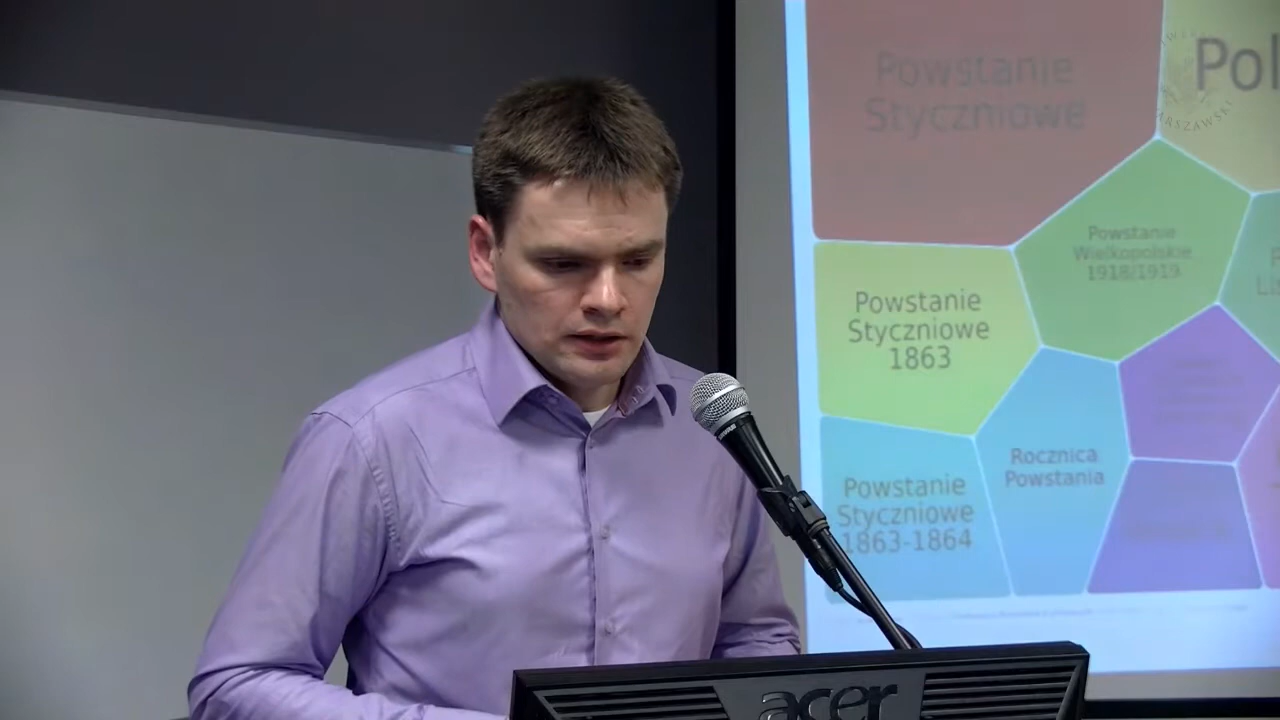 Powstanie
Styczniowe
Pol
Powstanie
Wielkopolskie
1918/1919
Powstanie
Styczniowe
1863
Rocznica
Powstania
Powstanie
Styczniowe
1863-1864
acer